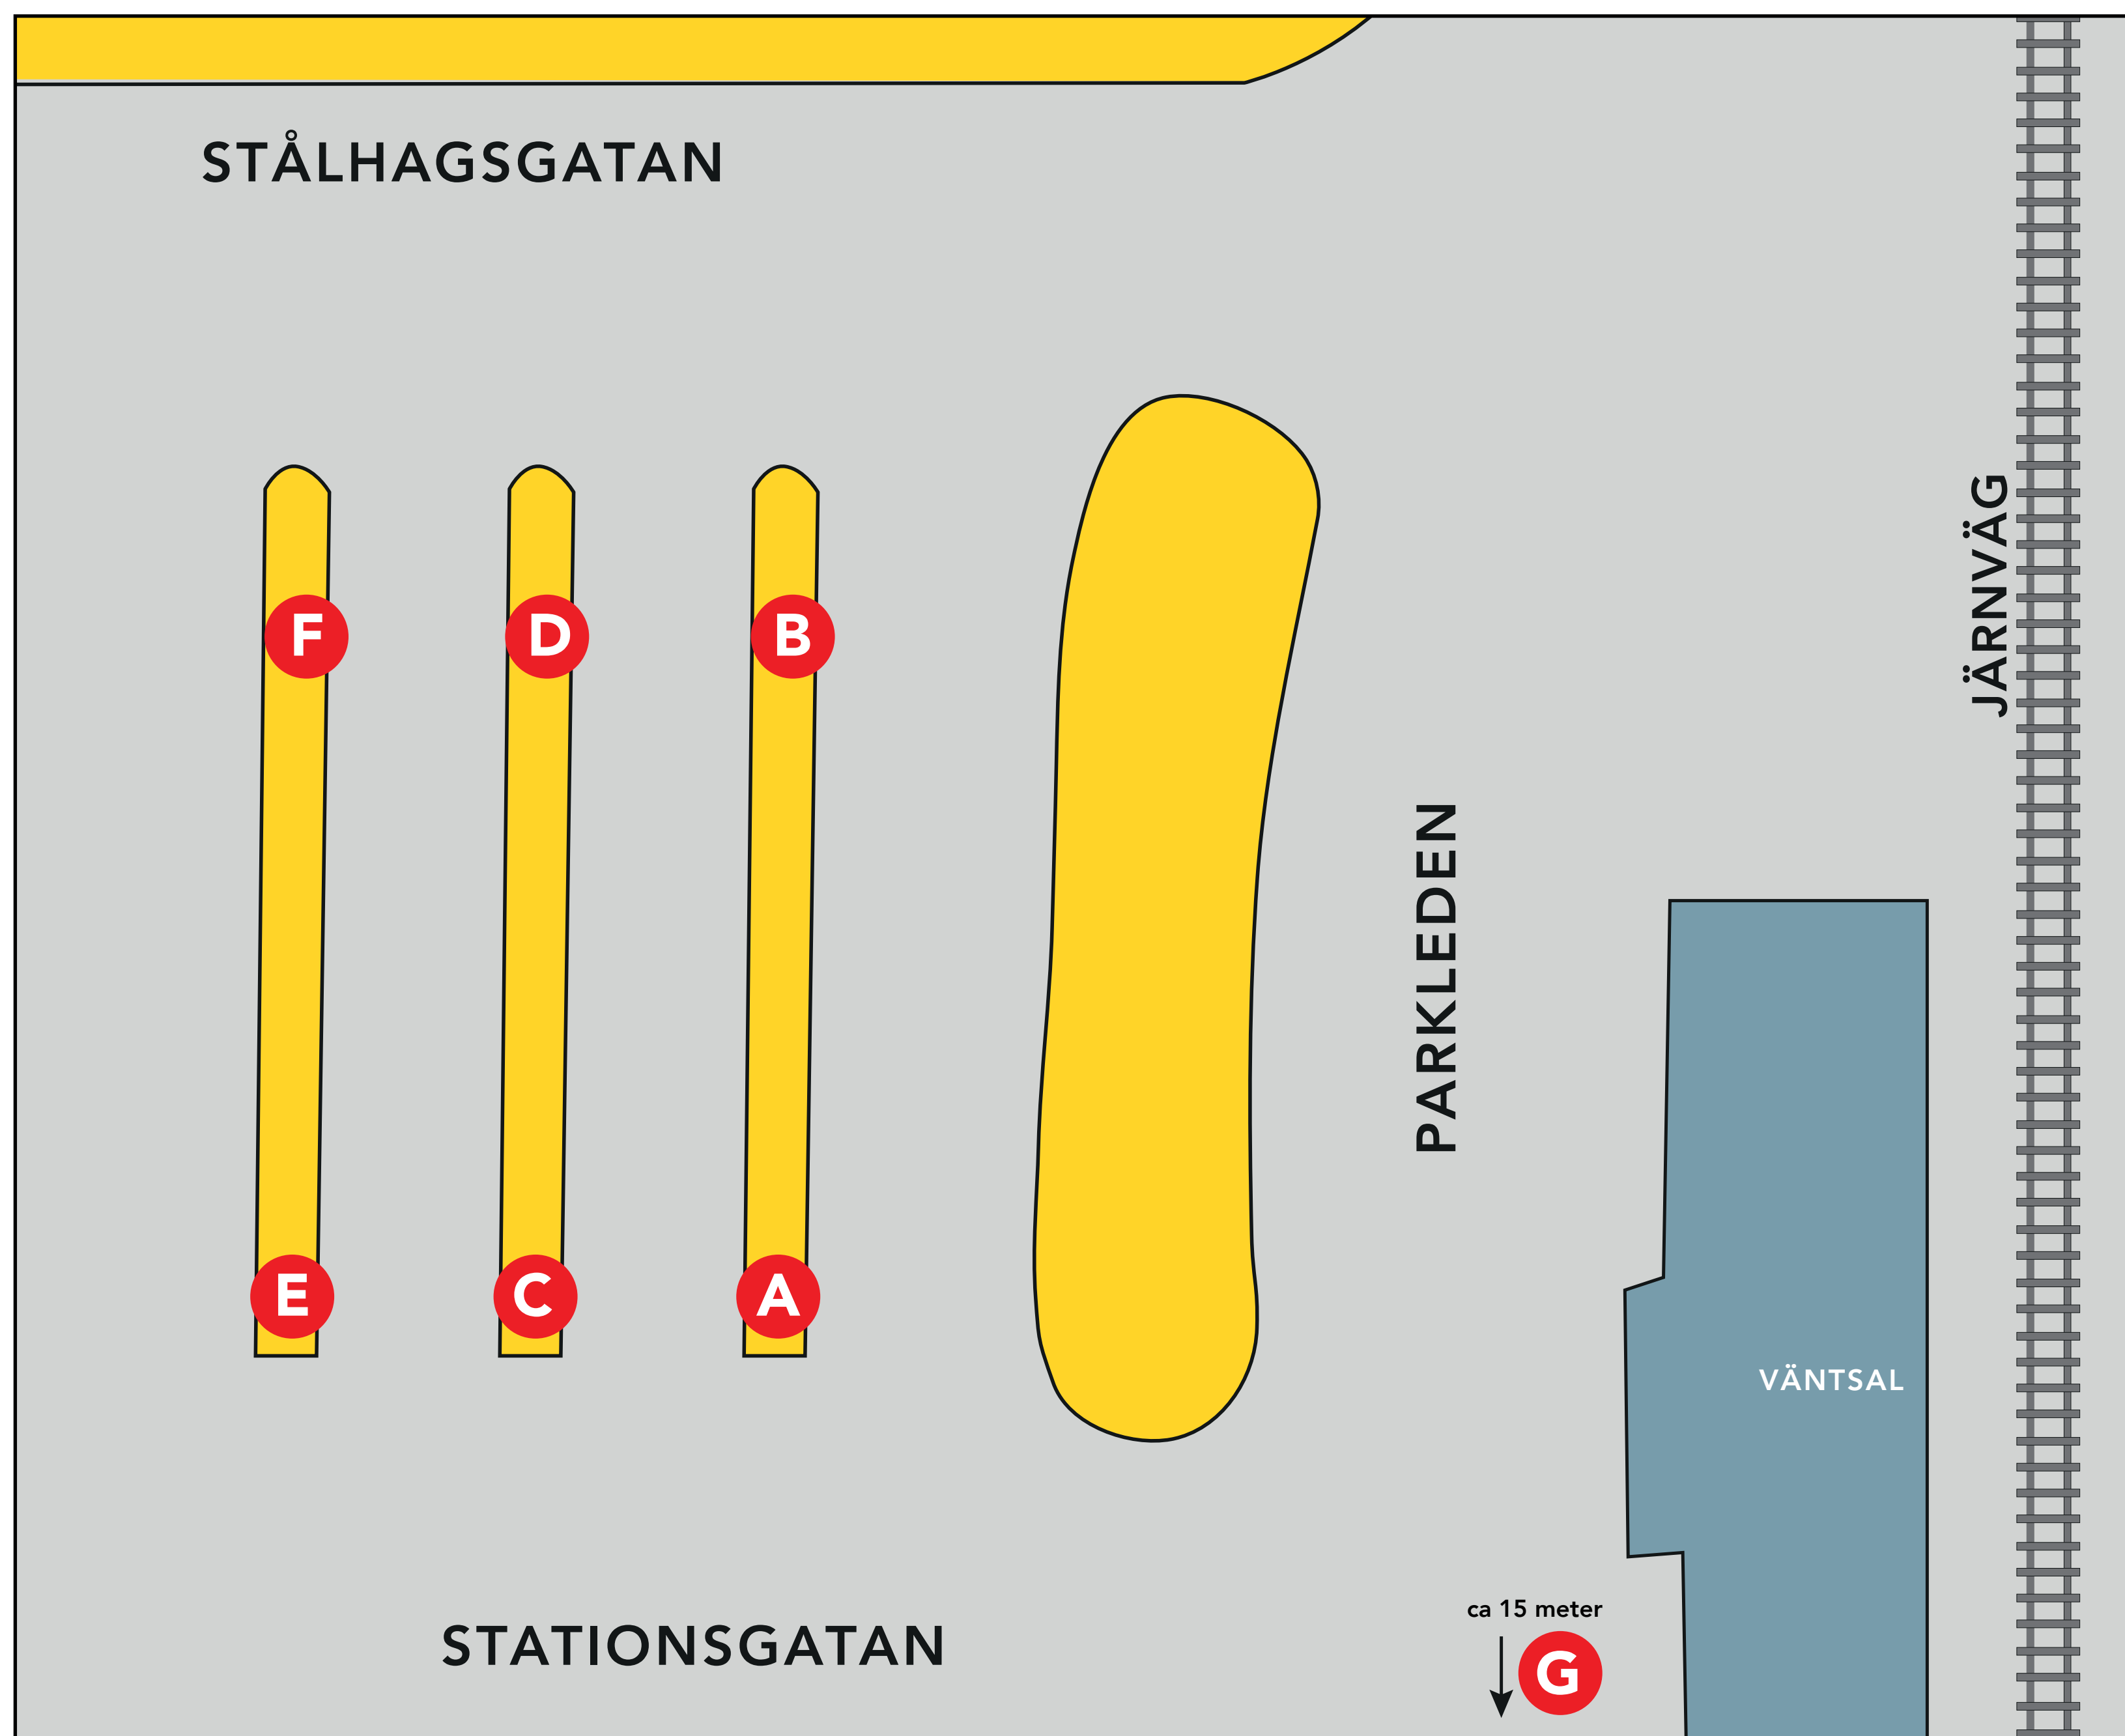 STÅLHAGSGATAN
JÄRNVÄG
F
D
B
PARKLEDEN
E
C
A
VÄNTSAL
ca 15 meter
STATIONSGATAN
G